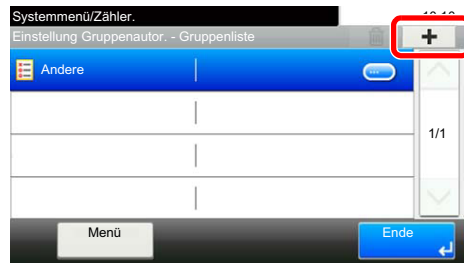 Systemmenü/Zähler.
Einstellung Gruppenautor. - Gruppenliste
Andere
1/1
Menü
Ende